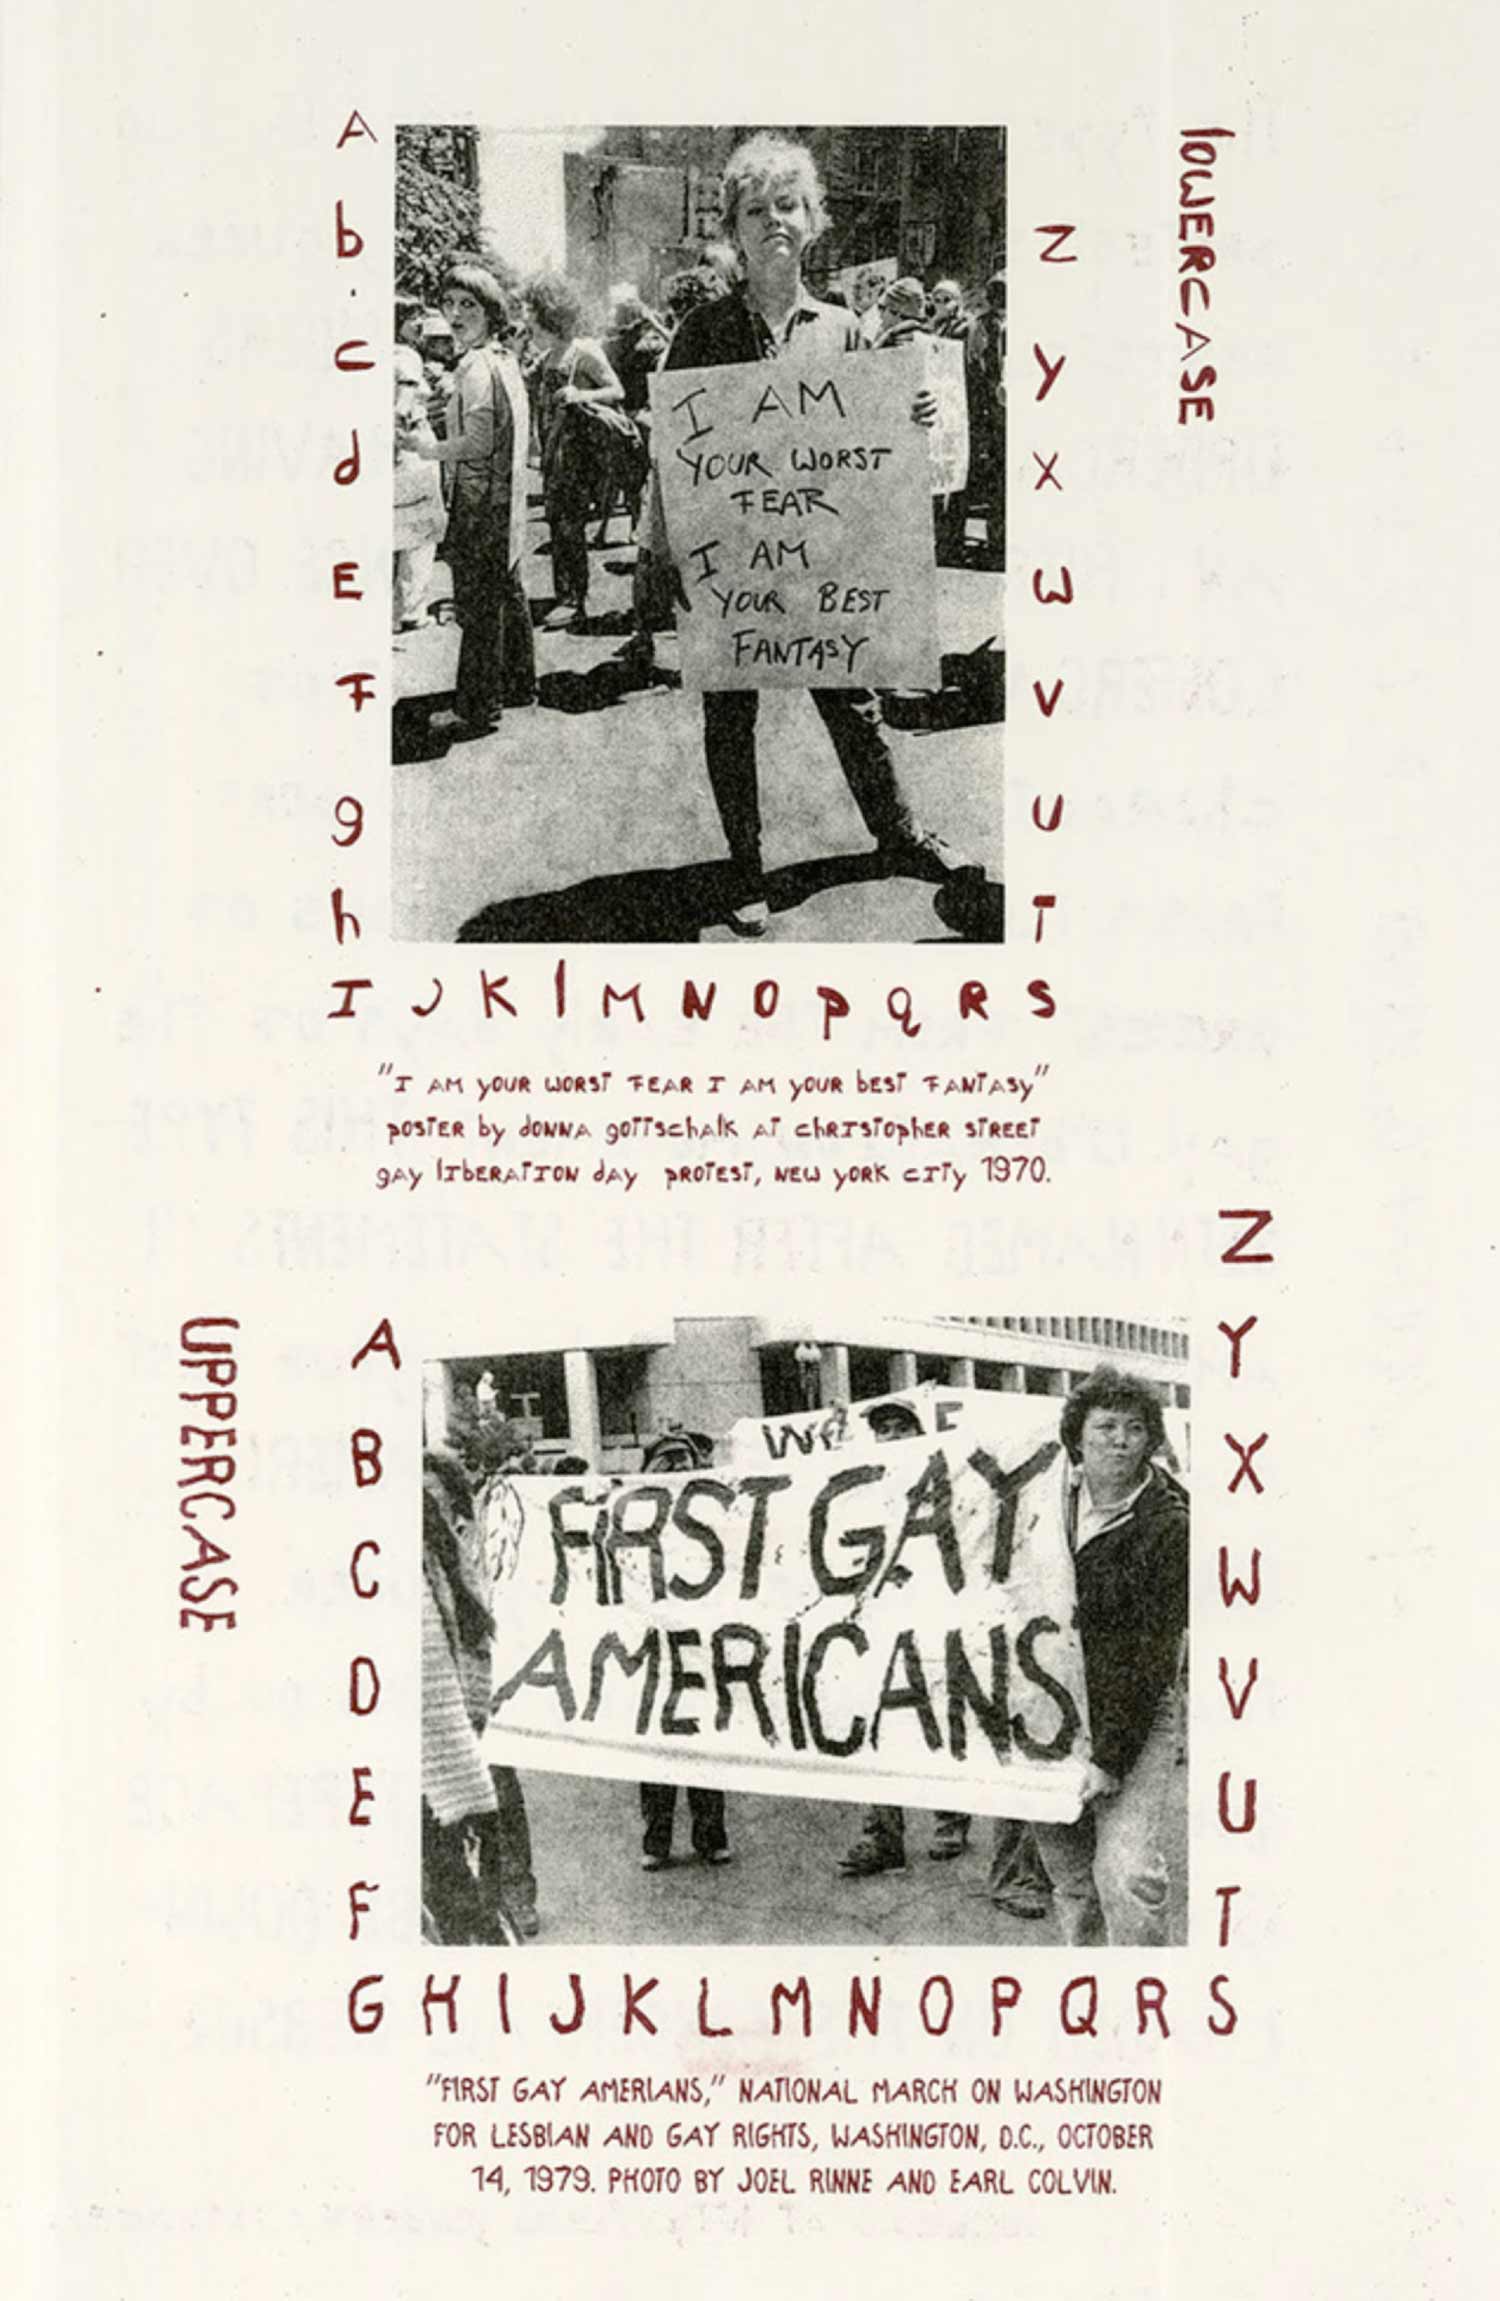 lOWERCASE
A
b
c
d
E
F
g
h
I J K l M N O P Q R S
T
U
V
W
X
Y
Z
I AM
YOUR WORST
FEAR
I AM
YOUR BEST
FANTASY
"I AM YOUR WORST FEAR I AM YOUR bEST FANTASY"
POSTER by dONNA gOTTSchAlK AT chRISTOPhER STREET
gAY lIbERATION dAY PROTEST, NEW YORK cITY 1970.
UPPERCASE
A
B
C
D
E
F
G H I J K L M N O P Q R S
T
U
V
W
X
Y
Z
WE
FIRST GAY
AMERICANS
"FIRST GAY AMERIANS," NATIONAL MARCH ON WASHINGTON
FOR LESBIAN AND GAY RIGHTS, WASHINGTON, D.C., OCTOBER
14, 1979. PHOTO BY JOEL RINNE AND EARL COLVIN.